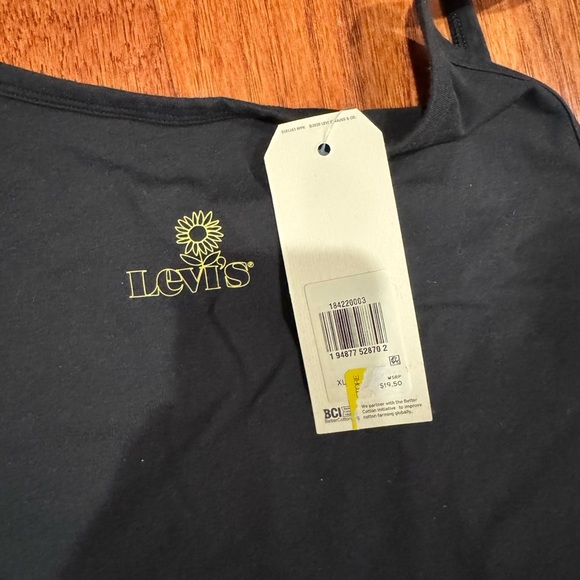 Levi's®
184220003
1 94877 52870 2
XL
MSRP
$19.50
BCI
BetterCotton
We partner with the Better
Cotton Initiative to improve
cotton farming globally.